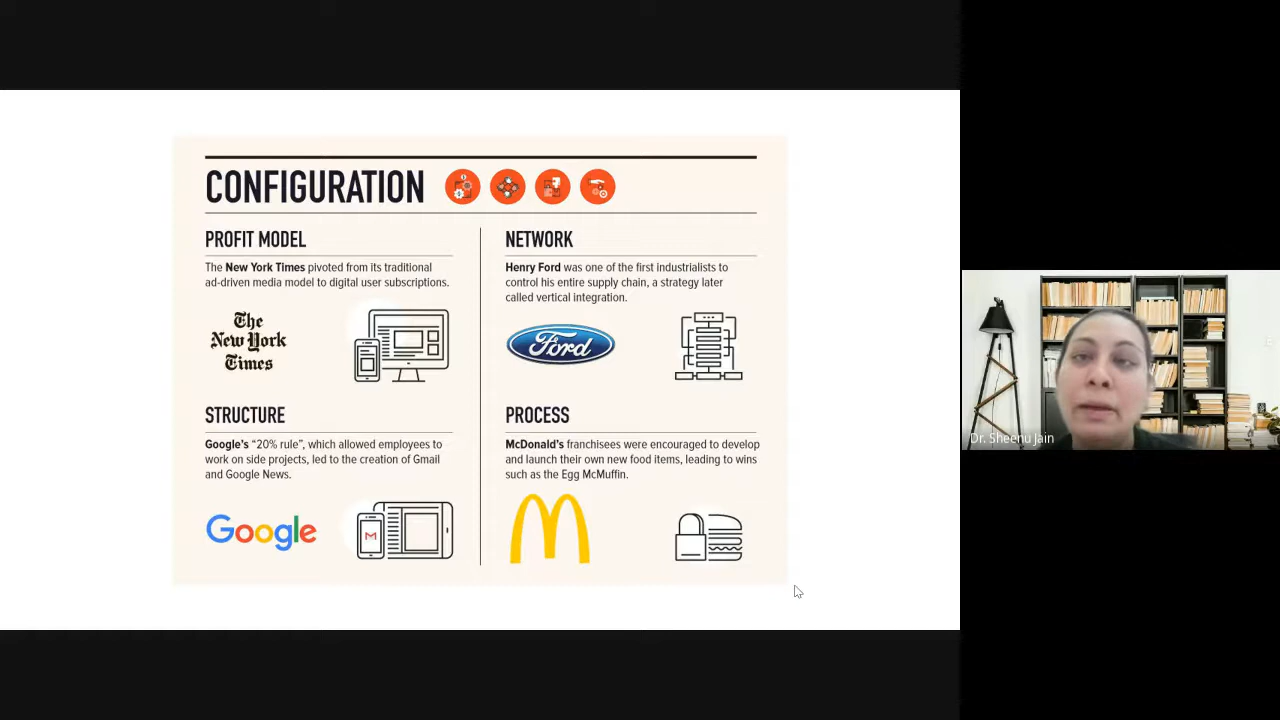 CONFIGURATION
PROFIT MODEL
The New York Times pivoted from its traditional
ad-driven media model to digital user subscriptions.
The
New York
Times
NETWORK
Henry Ford was one of the first industrialists to
control his entire supply chain, a strategy later
called vertical integration.
Ford
STRUCTURE
Google's “20% rule”, which allowed employees to
work on side projects, led to the creation of Gmail
and Google News.
Google
M
PROCESS
McDonald's franchisees were encouraged to develop
and launch their own new food items, leading to wins
such as the Egg McMuffin.
Dr. Sheenu Jain